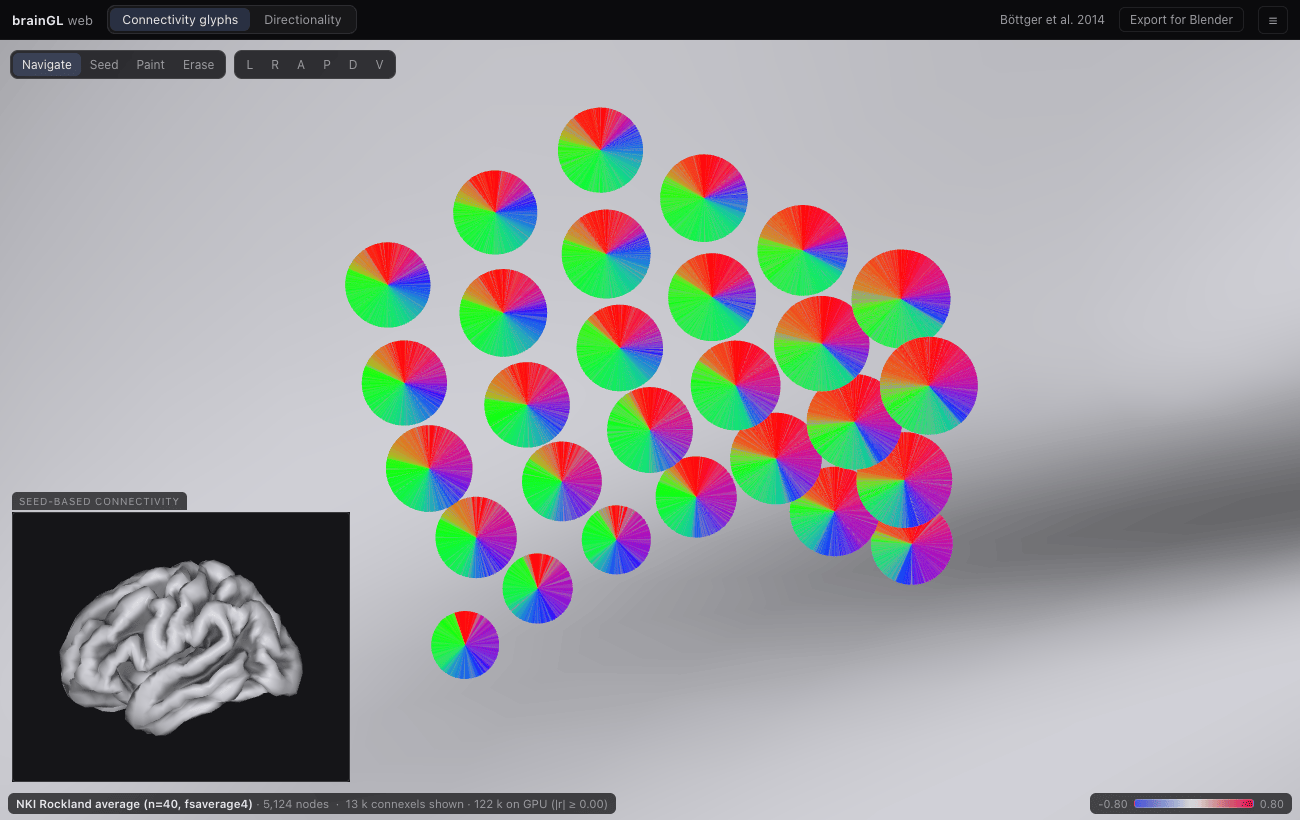 brainGL web Connectivity glyphs Directionality Böttger et al. 2014 Export for Blender ≡
Navigate Seed Paint Erase L R A P D V
SEED-BASED CONNECTIVITY
NKI Rockland average (n=40, fsaverage4) · 5,124 nodes · 13 k connexels shown · 122 k on GPU (|r| ≥ 0.00) -0.80 0.80